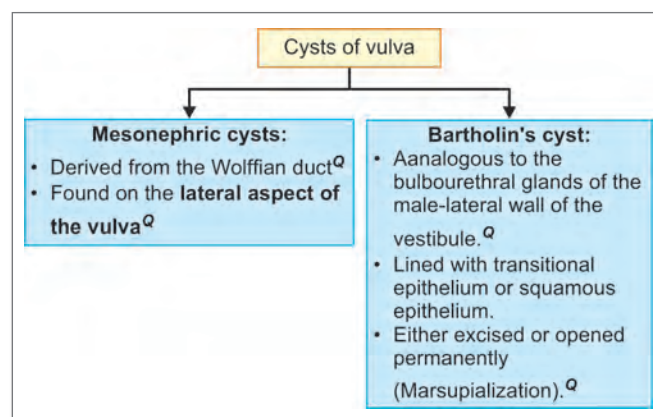 Cysts of vulva
Mesonephric cysts:
• Derived from the Wolffian ductQ
• Found on the lateral aspect of
the vulvaQ
Bartholin's cyst:
• Aanalogous to the
bulbourethral glands of the
male-lateral wall of the
vestibule.Q
• Lined with transitional
epithelium or squamous
epithelium.
• Either excised or opened
permanently
(Marsupialization).Q